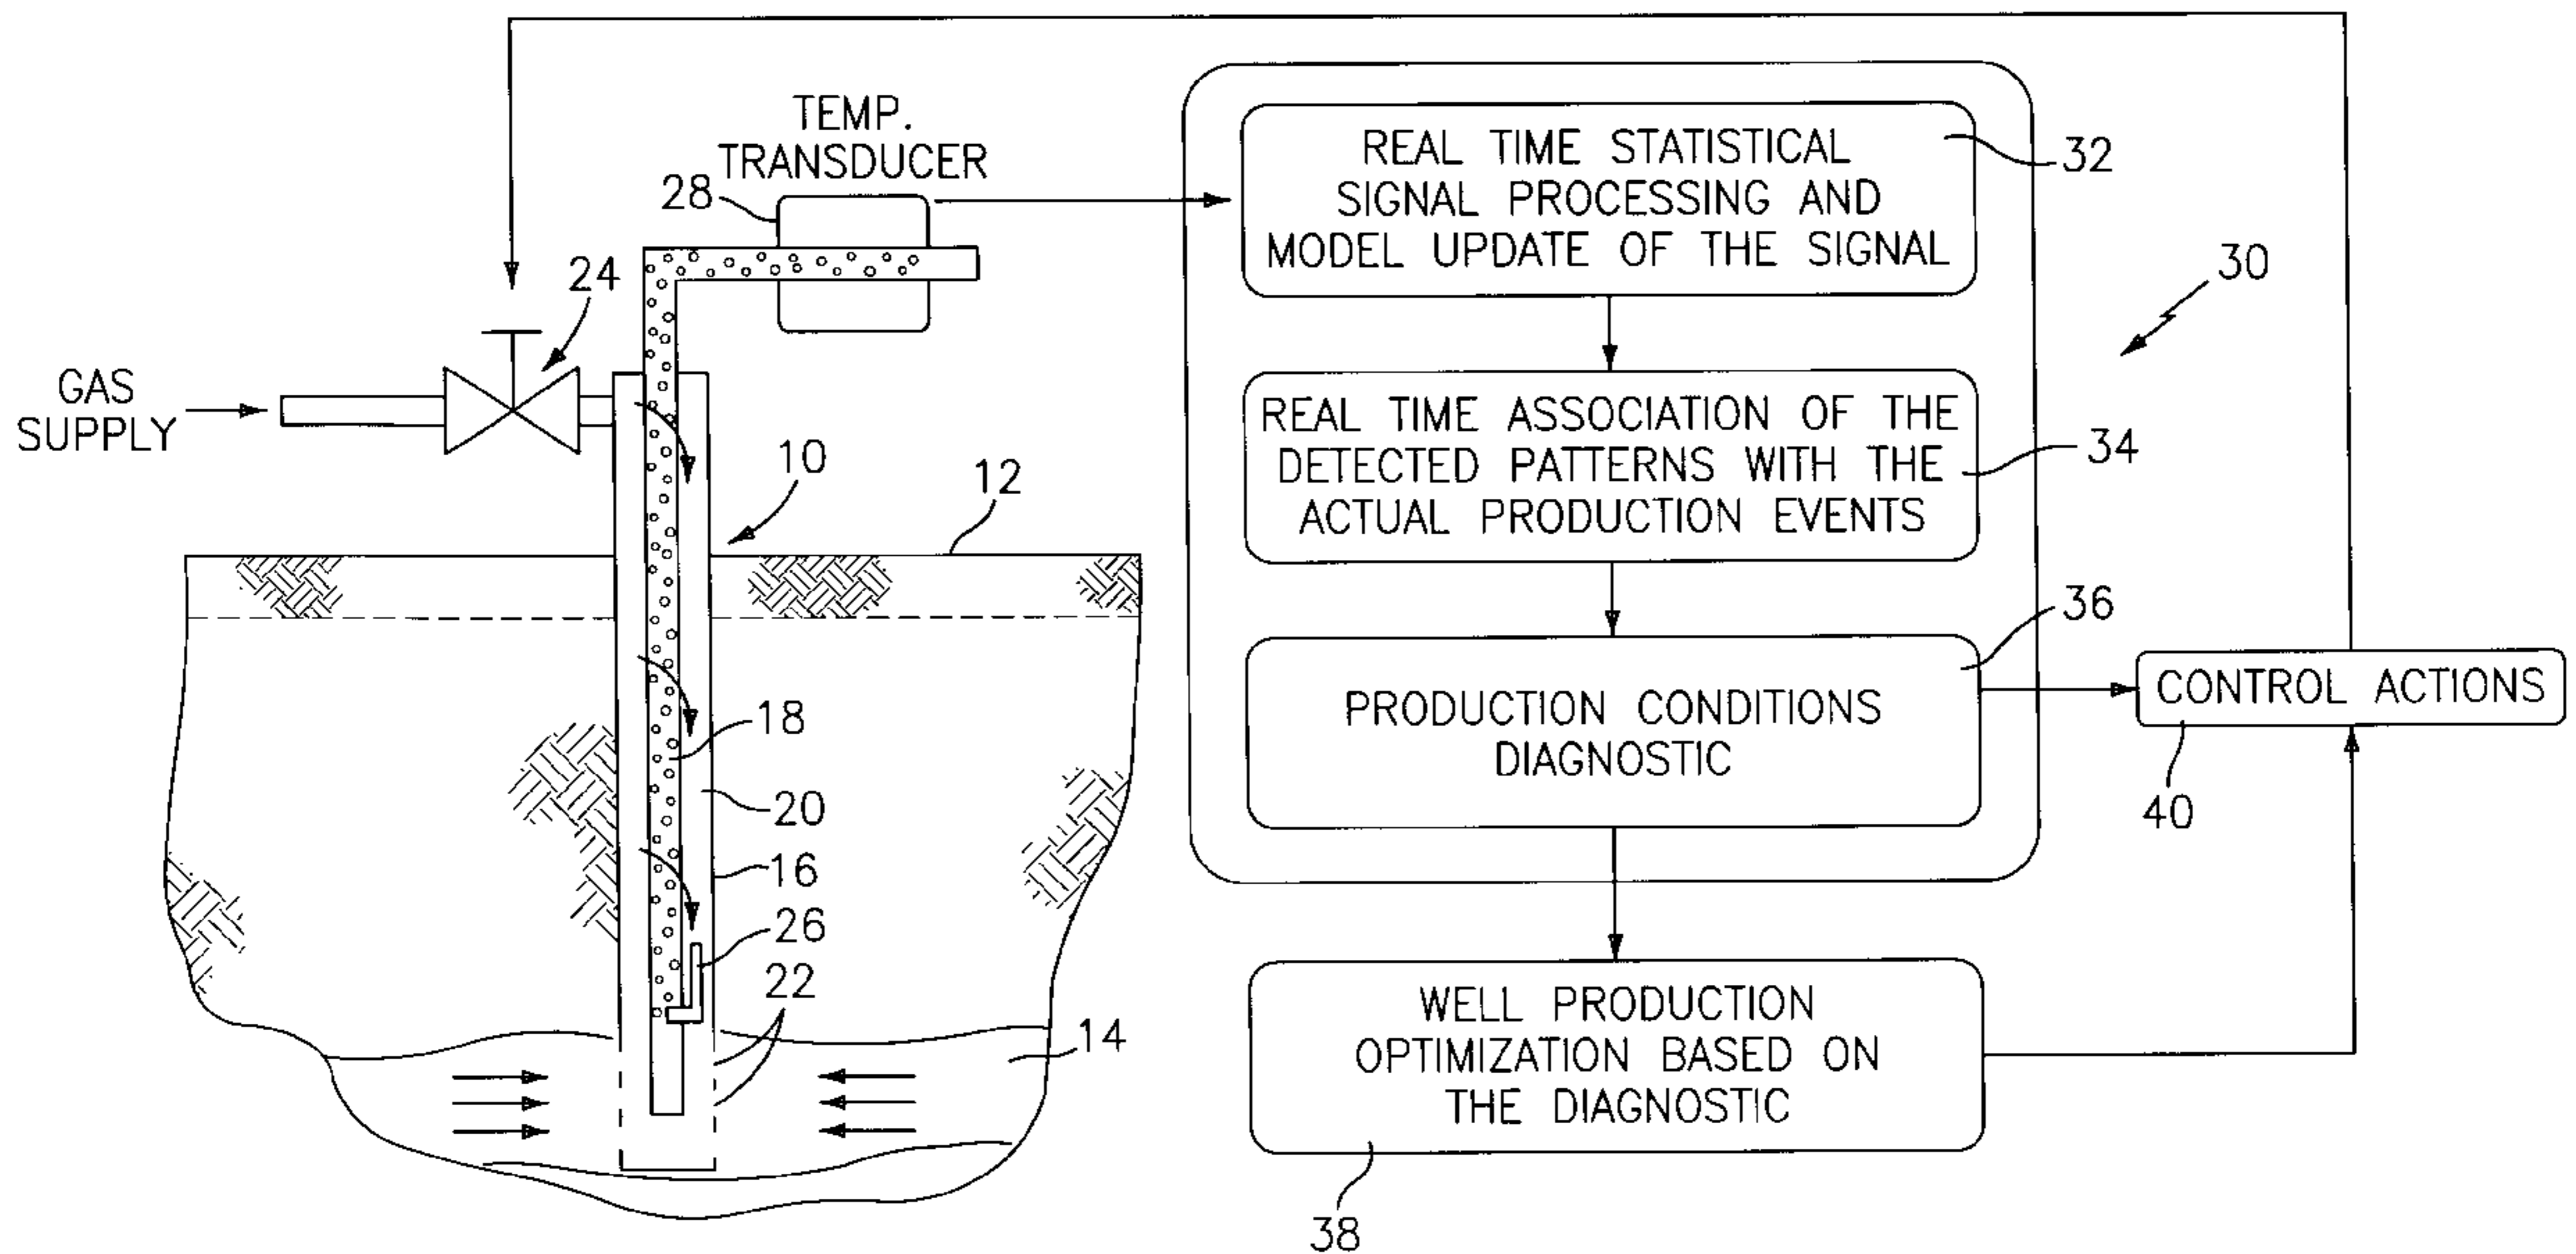 TEMP.
TRANSDUCER
28
24
GAS
SUPPLY
10
12
18
20
16
26
22
14
REAL TIME STATISTICAL
SIGNAL PROCESSING AND
MODEL UPDATE OF THE SIGNAL
32
30
REAL TIME ASSOCIATION OF THE
DETECTED PATTERNS WITH THE
ACTUAL PRODUCTION EVENTS
34
36
PRODUCTION CONDITIONS
DIAGNOSTIC
CONTROL ACTIONS
40
WELL PRODUCTION
OPTIMIZATION BASED ON
THE DIAGNOSTIC
38